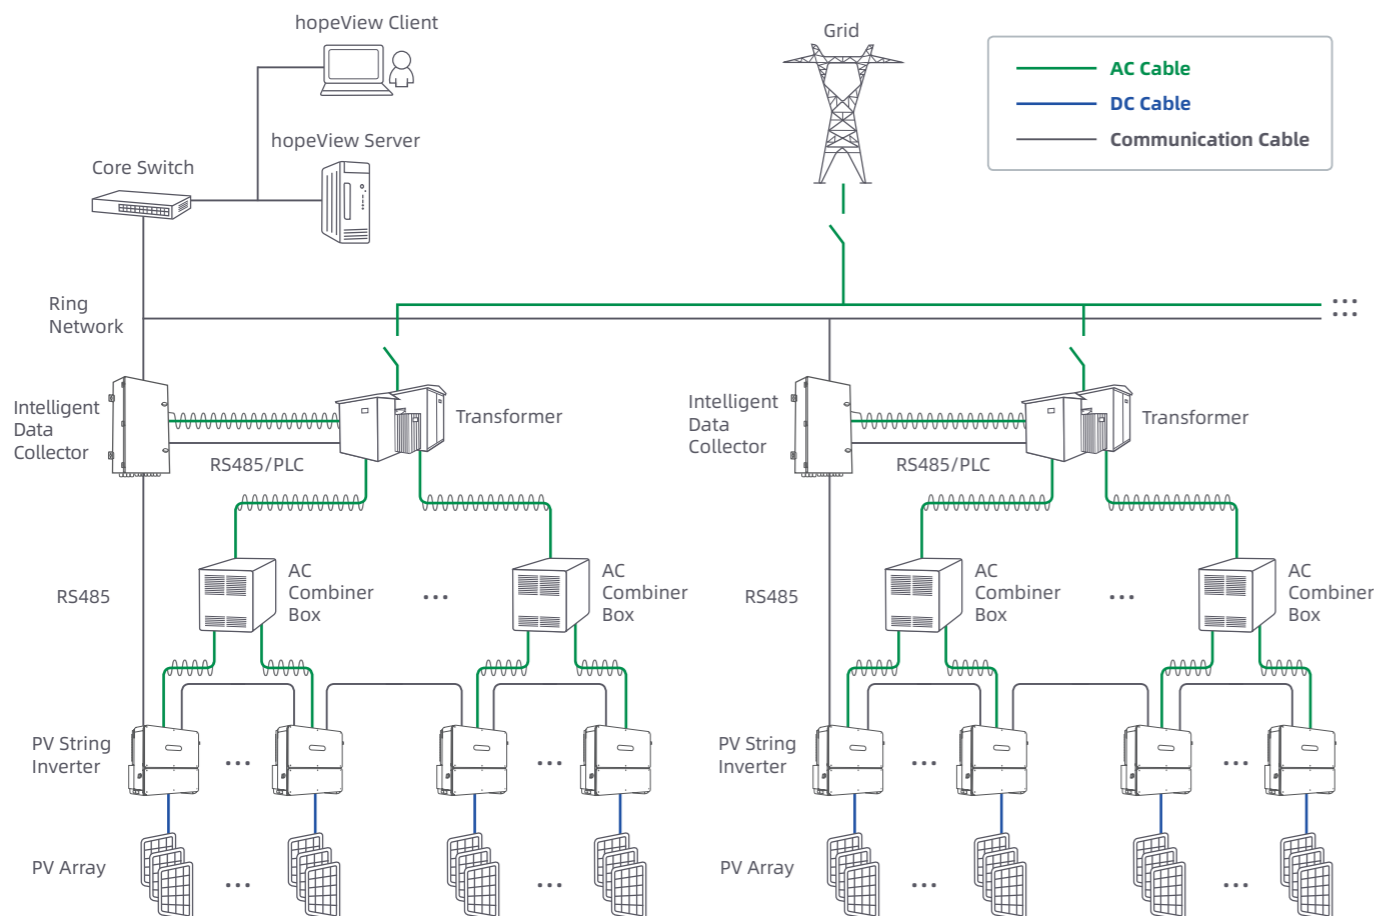 hopeView Client
Grid
AC Cable
DC Cable
Communication Cable
hopeView Server
Core Switch
Ring
Network
Intelligent
Data
Collector
Transformer
RS485/PLC
Intelligent
Data
Collector
Transformer
RS485/PLC
RS485
AC
Combiner
Box
...
AC
Combiner
Box
RS485
AC
Combiner
Box
...
AC
Combiner
Box
PV String
Inverter
...
...
PV String
Inverter
...
...
PV Array
...
...
PV Array
...
...